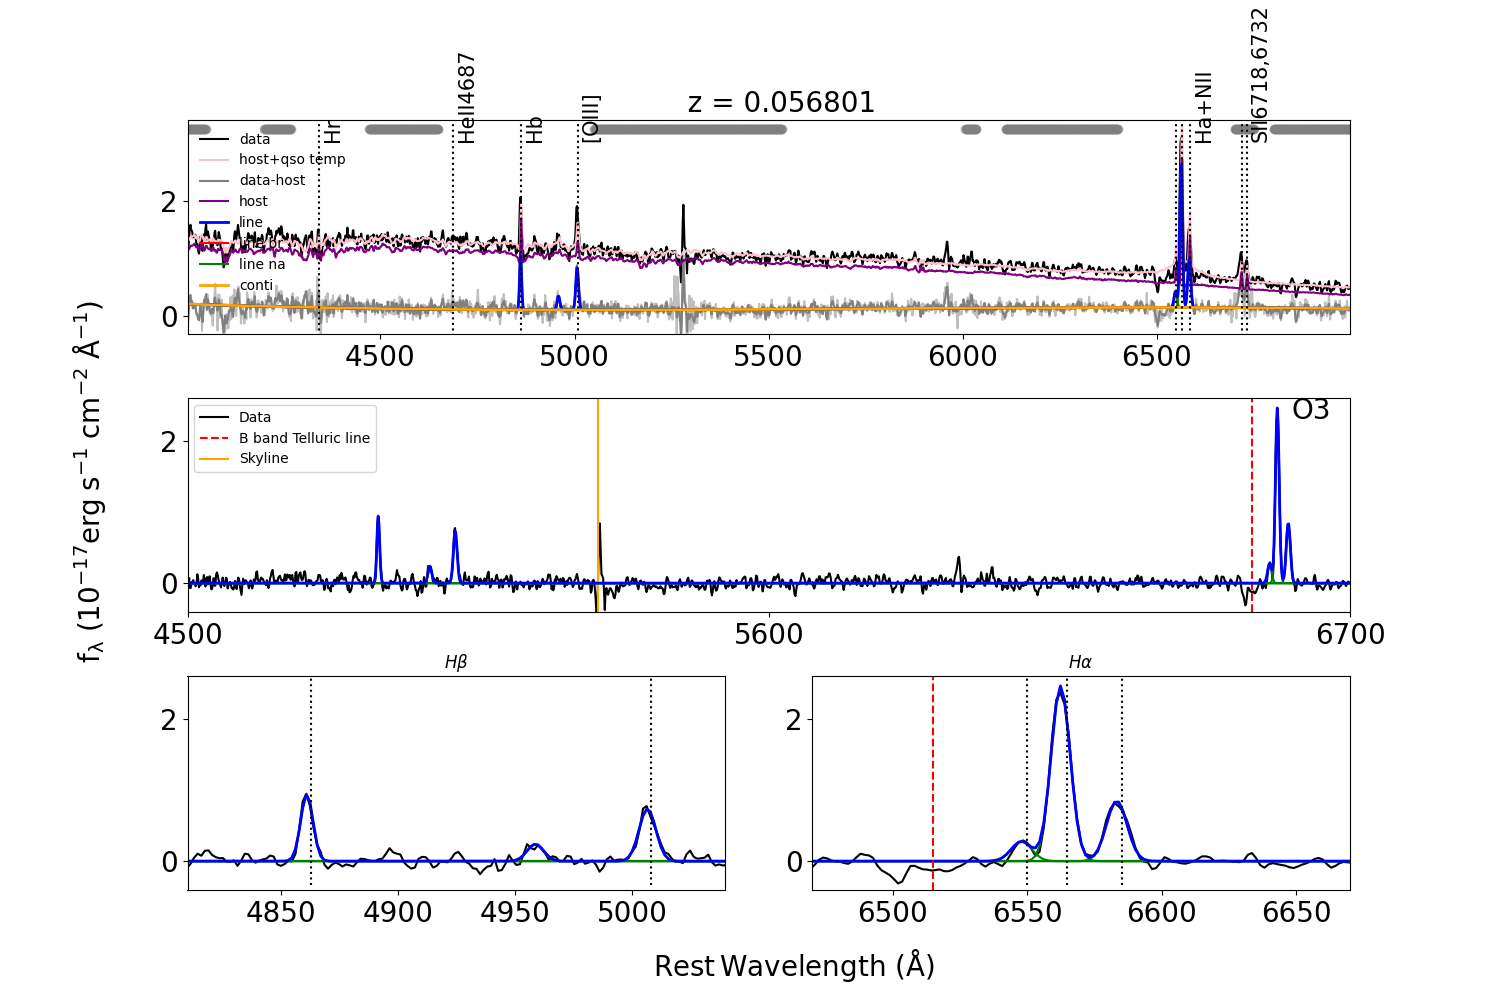 z = 0.056801
Hr
HeII4687
Hb
[OIII]
Ha+NII
SII6718,6732
data
host+qso temp
data-host
host
line
line br
line na
conti
2
0
4500
5000
5500
6000
6500
O3
Data
B band Telluric line
Skyline
2
0
4500
5600
6700
fλ (10⁻¹⁷erg s⁻¹ cm⁻² Å⁻¹)
Hβ
2
0
4850
4900
4950
5000
Hα
2
0
6500
6550
6600
6650
Rest Wavelength (Å)